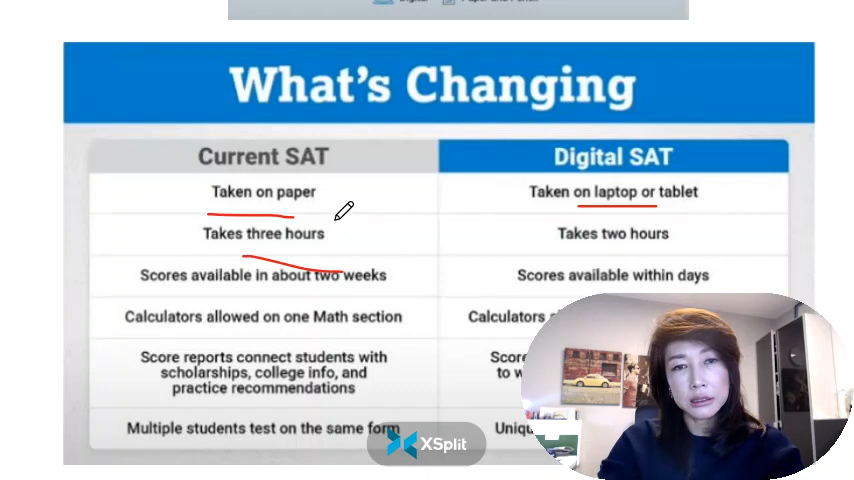 What's Changing
Current SAT
Digital SAT
Taken on paper
Taken on laptop or tablet
Takes three hours
Takes two hours
Scores available in about two weeks
Scores available within days
Calculators allowed on one Math section
Calculators
Score reports connect students with
scholarships, college info, and
practice recommendations
to
Multiple students test on the same form
XSplit